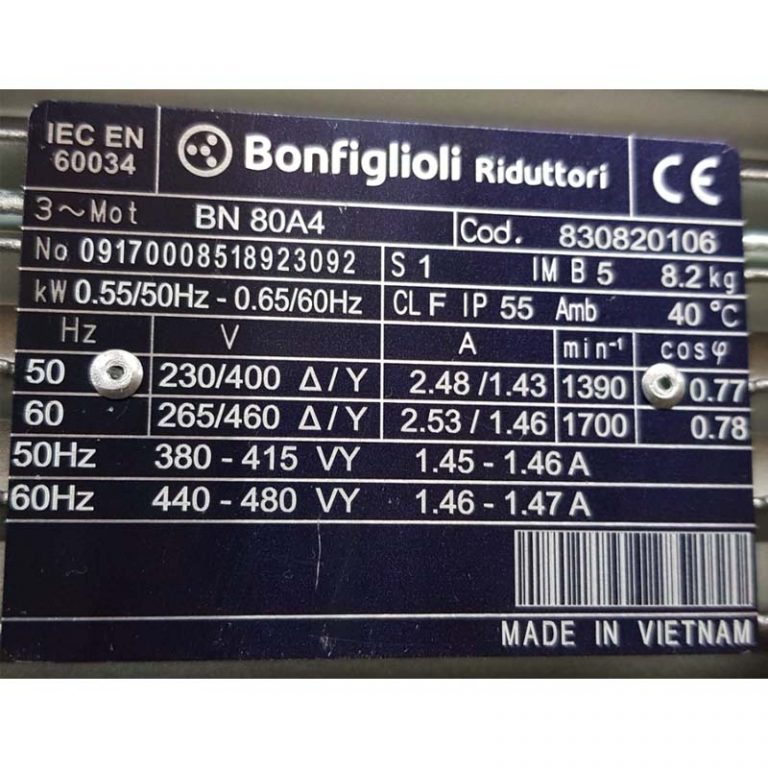 IEC EN
60034
Bonfiglioli Riduttori
CE
3~Mot BN 80A4 Cod. 830820106
No 09170008518923092 S1 IM B5 8.2 kg
kW 0.55/50Hz - 0.65/60Hz CL F IP 55 Amb 40 °C
Hz V A min⁻¹ cosφ
50 230/400 Δ/Y 2.48/1.43 1390 0.77
60 265/460 Δ/Y 2.53/1.46 1700 0.78
50Hz 380 - 415 VY 1.45 - 1.46 A
60Hz 440 - 480 VY 1.46 - 1.47 A
MADE IN VIETNAM